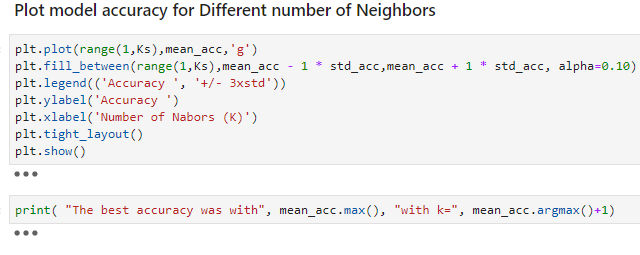 Plot model accuracy for Different number of Neighbors
plt.plot(range(1,Ks),mean_acc,'g')
plt.fill_between(range(1,Ks),mean_acc - 1 * std_acc,mean_acc + 1 * std_acc, alpha=0.10)
plt.legend(('Accuracy ', '+/- 3xstd'))
plt.ylabel('Accuracy ')
plt.xlabel('Number of Nabors (K)')
plt.tight_layout()
plt.show()
print( "The best accuracy was with", mean_acc.max(), "with k=", mean_acc.argmax()+1)